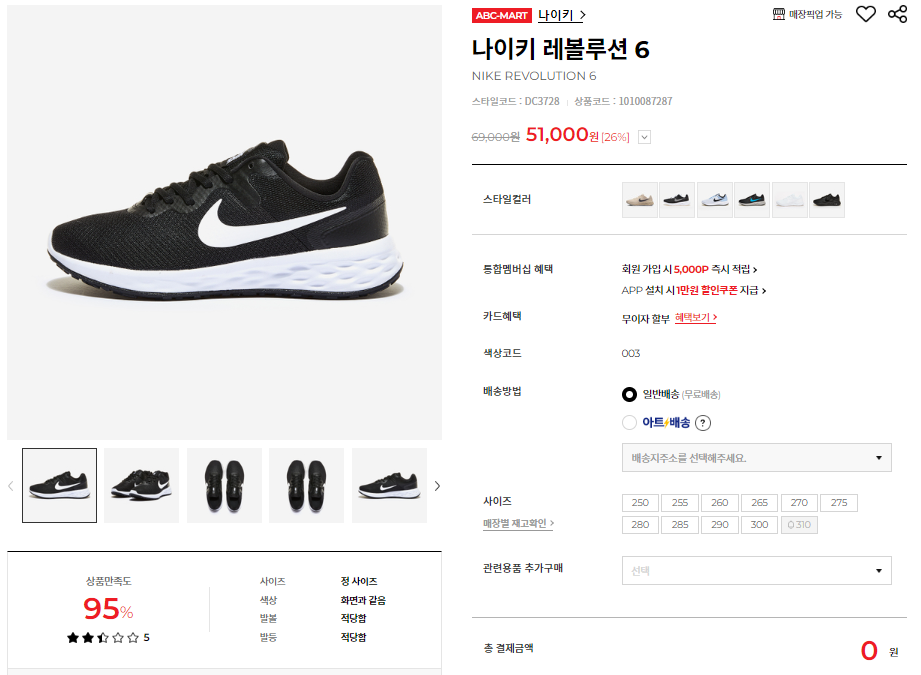 ABC-MART 나이키 >
매장픽업 가능
나이키 레볼루션 6
NIKE REVOLUTION 6
스타일코드 : DC3728 | 상품코드 : 1010087287
69,000원 51,000원 [26%]
스타일컬러
통합멤버십 혜택
회원 가입 시 5,000P 즉시 적립 >
APP 설치 시 1만원 할인쿠폰 지급 >
카드혜택
무이자 할부 혜택보기 >
색상코드
003
배송방법
일반배송 (무료배송)
아트배송 ?
배송지주소를 선택해주세요.
사이즈
매장별 재고확인 >
250 255 260 265 270 275
280 285 290 300 310
관련용품 추가구매
선택
총 결제금액
0 원
상품만족도
95%
5
사이즈 정 사이즈
색상 화면과 같음
발볼 적당함
발등 적당함